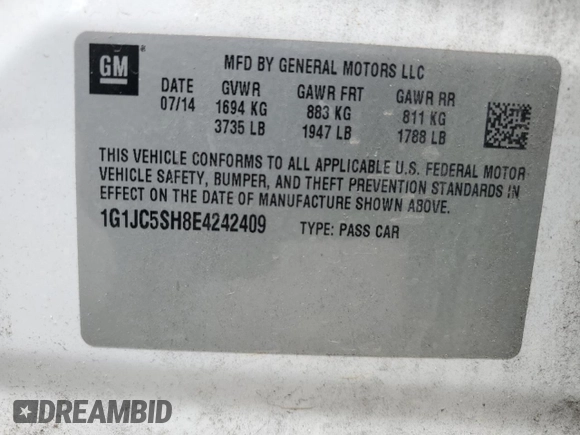 GM
MFD BY GENERAL MOTORS LLC
DATE GVWR GAWR FRT GAWR RR
07/14 1694 KG 883 KG 811 KG
3735 LB 1947 LB 1788 LB
THIS VEHICLE CONFORMS TO ALL APPLICABLE U.S. FEDERAL MOTOR
VEHICLE SAFETY, BUMPER, AND THEFT PREVENTION STANDARDS IN
EFFECT ON THE DATE OF MANUFACTURE SHOWN ABOVE.
1G1JC5SH8E4242409 TYPE: PASS CAR
DREAMBID